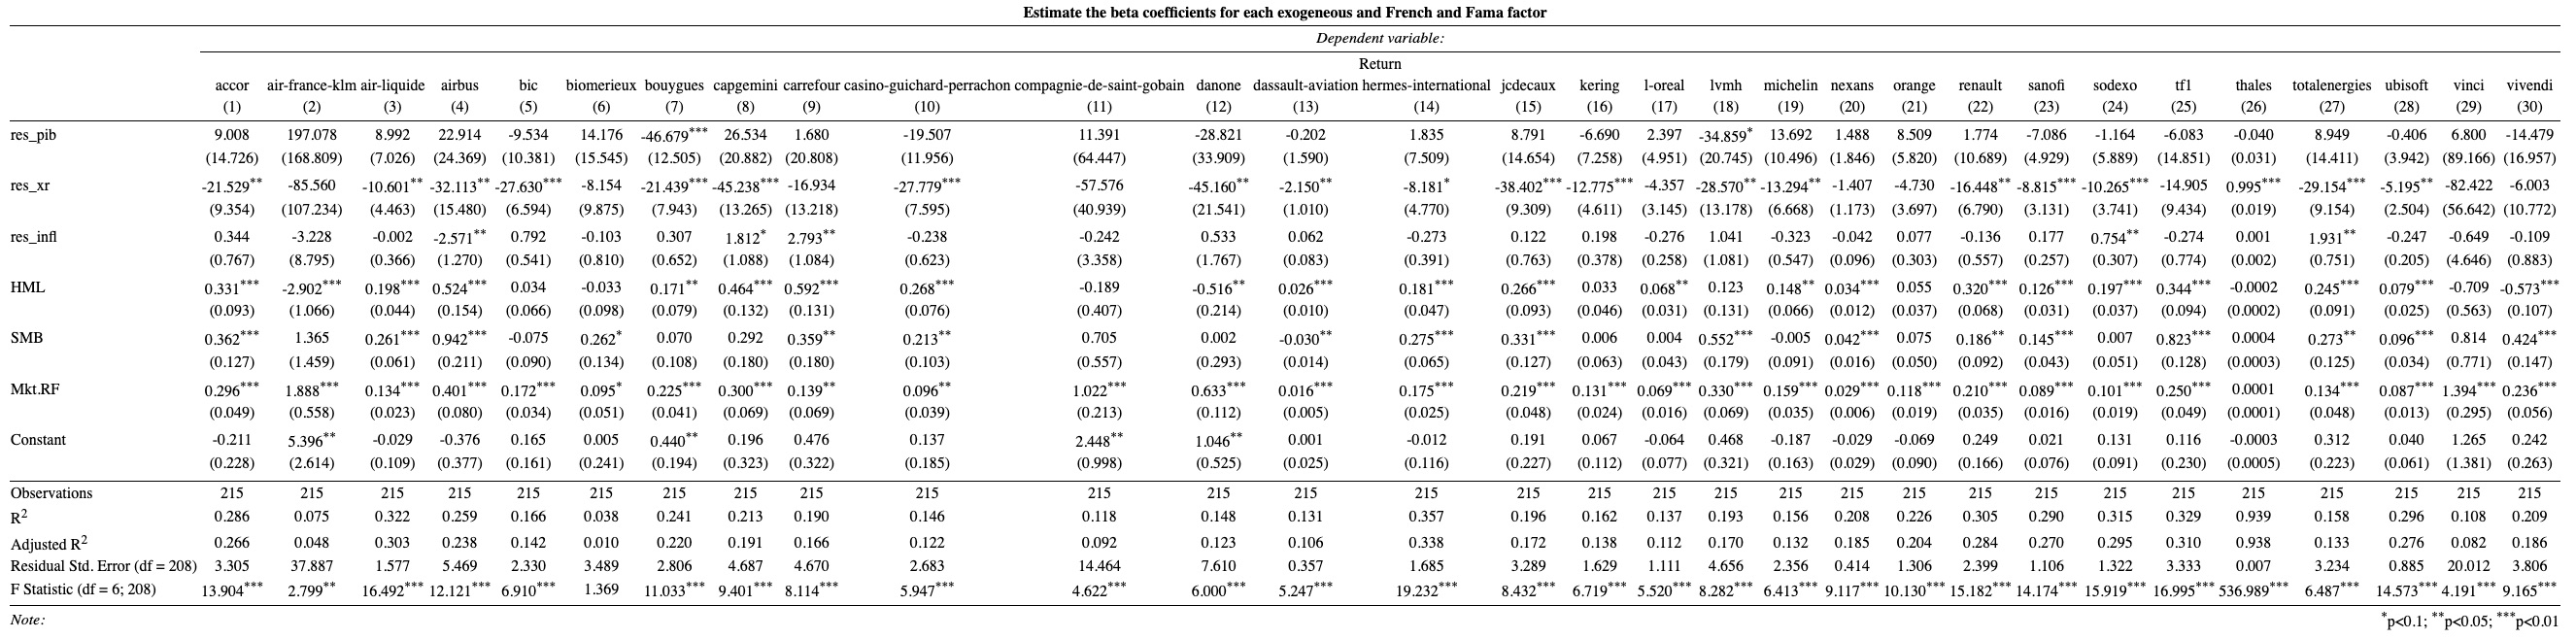 Estimate the beta coefficients for each exogeneous and French and Fama factor
Dependent variable:
Return
accor air-france-klm air-liquide airbus bic biomerieux bouygues capgemini carrefour casino-guichard-perrachon compagnie-de-saint-gobain danone dassault-aviation hermes-international jcdecaux kering l-oreal lvmh michelin nexans orange renault sanofi sodexo tf1 thales totalenergies ubisoft vinci vivendi
(1) (2) (3) (4) (5) (6) (7) (8) (9) (10) (11) (12) (13) (14) (15) (16) (17) (18) (19) (20) (21) (22) (23) (24) (25) (26) (27) (28) (29) (30)
res_pib 9.008 197.078 8.992 22.914 -9.534 14.176 -46.679*** 26.534 1.680 -19.507 11.391 -28.821 -0.202 1.835 8.791 -6.690 2.397 -34.859* 13.692 1.488 8.509 1.774 -7.086 -1.164 -6.083 -0.040 8.949 -0.406 6.800 -14.479
(14.726) (168.809) (7.026) (24.369) (10.381) (15.545) (12.505) (20.882) (20.808) (11.956) (64.447) (33.909) (1.590) (7.509) (14.654) (7.258) (4.951) (20.745) (10.496) (1.846) (5.820) (10.689) (4.929) (5.889) (14.851) (0.031) (14.411) (3.942) (89.166) (16.957)
res_xr -21.529** -85.560 -10.601** -32.113** -27.630*** -8.154 -21.439*** -45.238*** -16.934 -27.779*** -57.576 -45.160** -2.150** -8.181* -38.402*** -12.775*** -4.357 -28.570** -13.294** -1.407 -4.730 -16.448** -8.815*** -10.265*** -14.905 0.995*** -29.154*** -5.195** -82.422 -6.003
(9.354) (107.234) (4.463) (15.480) (6.594) (9.875) (7.943) (13.265) (13.218) (7.595) (40.939) (21.541) (1.010) (4.770) (9.309) (4.611) (3.145) (13.178) (6.668) (1.173) (3.697) (6.790) (3.131) (3.741) (9.434) (0.019) (9.154) (2.504) (56.642) (10.772)
res_infl 0.344 -3.228 -0.002 -2.571** 0.792 -0.103 0.307 1.812* 2.793** -0.238 -0.242 0.533 0.062 -0.273 0.122 0.198 -0.276 1.041 -0.323 -0.042 0.077 -0.136 0.177 0.754** -0.274 0.001 1.931** -0.247 -0.649 -0.109
(0.767) (8.795) (0.366) (1.270) (0.541) (0.810) (0.652) (1.088) (1.084) (0.623) (3.358) (1.767) (0.083) (0.391) (0.763) (0.378) (0.258) (1.081) (0.547) (0.096) (0.303) (0.557) (0.257) (0.307) (0.774) (0.002) (0.751) (0.205) (4.646) (0.883)
HML 0.331*** -2.902*** 0.198*** 0.524*** 0.034 -0.033 0.171** 0.464*** 0.592*** 0.268*** -0.189 -0.516** 0.026*** 0.181*** 0.266*** 0.033 0.068** 0.123 0.148** 0.034*** 0.055 0.320*** 0.126*** 0.197*** 0.344*** -0.0002 0.245*** 0.079*** -0.709 -0.573***
(0.093) (1.066) (0.044) (0.154) (0.066) (0.098) (0.079) (0.132) (0.131) (0.076) (0.407) (0.214) (0.010) (0.047) (0.093) (0.046) (0.031) (0.131) (0.066) (0.012) (0.037) (0.068) (0.031) (0.037) (0.094) (0.0002) (0.091) (0.025) (0.563) (0.107)
SMB 0.362*** 1.365 0.261*** 0.942*** -0.075 0.262* 0.070 0.292 0.359** 0.213** 0.705 0.002 -0.030** 0.275*** 0.331*** 0.006 0.004 0.552*** -0.005 0.042*** 0.075 0.186** 0.145*** 0.007 0.823*** 0.0004 0.273** 0.096*** 0.814 0.424***
(0.127) (1.459) (0.061) (0.211) (0.090) (0.134) (0.108) (0.180) (0.180) (0.103) (0.557) (0.293) (0.014) (0.065) (0.127) (0.063) (0.043) (0.179) (0.091) (0.016) (0.050) (0.092) (0.043) (0.051) (0.128) (0.0003) (0.125) (0.034) (0.771) (0.147)
Mkt.RF 0.296*** 1.888*** 0.134*** 0.401*** 0.172*** 0.095* 0.225*** 0.300*** 0.139** 0.096** 1.022*** 0.633*** 0.016*** 0.175*** 0.219*** 0.131*** 0.069*** 0.330*** 0.159*** 0.029*** 0.118*** 0.210*** 0.089*** 0.101*** 0.250*** 0.0001 0.134*** 0.087*** 1.394*** 0.236***
(0.049) (0.558) (0.023) (0.080) (0.034) (0.051) (0.041) (0.069) (0.069) (0.039) (0.213) (0.112) (0.005) (0.025) (0.048) (0.024) (0.016) (0.069) (0.035) (0.006) (0.019) (0.035) (0.016) (0.019) (0.049) (0.0001) (0.048) (0.013) (0.295) (0.056)
Constant -0.211 5.396** -0.029 -0.376 0.165 0.005 0.440** 0.196 0.476 0.137 2.448** 1.046** 0.001 -0.012 0.191 0.067 -0.064 0.468 -0.187 -0.029 -0.069 0.249 0.021 0.131 0.116 -0.0003 0.312 0.040 1.265 0.242
(0.228) (2.614) (0.109) (0.377) (0.161) (0.241) (0.194) (0.323) (0.322) (0.185) (0.998) (0.525) (0.025) (0.116) (0.227) (0.112) (0.077) (0.321) (0.163) (0.029) (0.090) (0.166) (0.076) (0.091) (0.230) (0.0005) (0.223) (0.061) (1.381) (0.263)
Observations 215 215 215 215 215 215 215 215 215 215 215 215 215 215 215 215 215 215 215 215 215 215 215 215 215 215 215 215 215 215
R2 0.286 0.075 0.322 0.259 0.166 0.038 0.241 0.213 0.190 0.146 0.118 0.148 0.131 0.357 0.196 0.162 0.137 0.193 0.156 0.208 0.226 0.305 0.290 0.315 0.329 0.939 0.158 0.296 0.108 0.209
Adjusted R2 0.266 0.048 0.303 0.238 0.142 0.010 0.220 0.191 0.166 0.122 0.092 0.123 0.106 0.338 0.172 0.138 0.112 0.170 0.132 0.185 0.204 0.284 0.270 0.295 0.310 0.938 0.133 0.276 0.082 0.186
Residual Std. Error (df = 208) 3.305 37.887 1.577 5.469 2.330 3.489 2.806 4.687 4.670 2.683 14.464 7.610 0.357 1.685 3.289 1.629 1.111 4.656 2.356 0.414 1.306 2.399 1.106 1.322 3.333 0.007 3.234 0.885 20.012 3.806
F Statistic (df = 6; 208) 13.904*** 2.799** 16.492*** 12.121*** 6.910*** 1.369 11.033*** 9.401*** 8.114*** 5.947*** 4.622*** 6.000*** 5.247*** 19.232*** 8.432*** 6.719*** 5.520*** 8.282*** 6.413*** 9.117*** 10.130*** 15.182*** 14.174*** 15.919*** 16.995*** 536.989*** 6.487*** 14.573*** 4.191*** 9.165***
Note: *p<0.1; **p<0.05; ***p<0.01